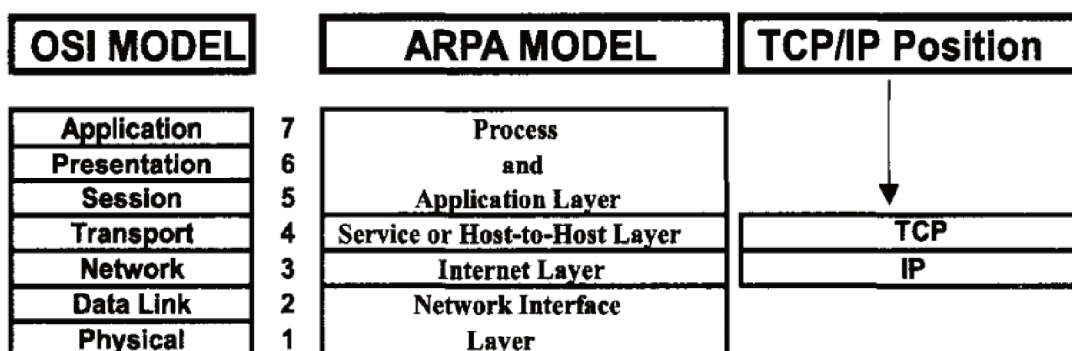 OSI MODEL ARPA MODEL TCP/IP Position
Application 7 Process
Presentation 6 and
Session 5 Application Layer
Transport 4 Service or Host-to-Host Layer TCP
Network 3 Internet Layer IP
Data Link 2 Network Interface
Physical 1 Layer